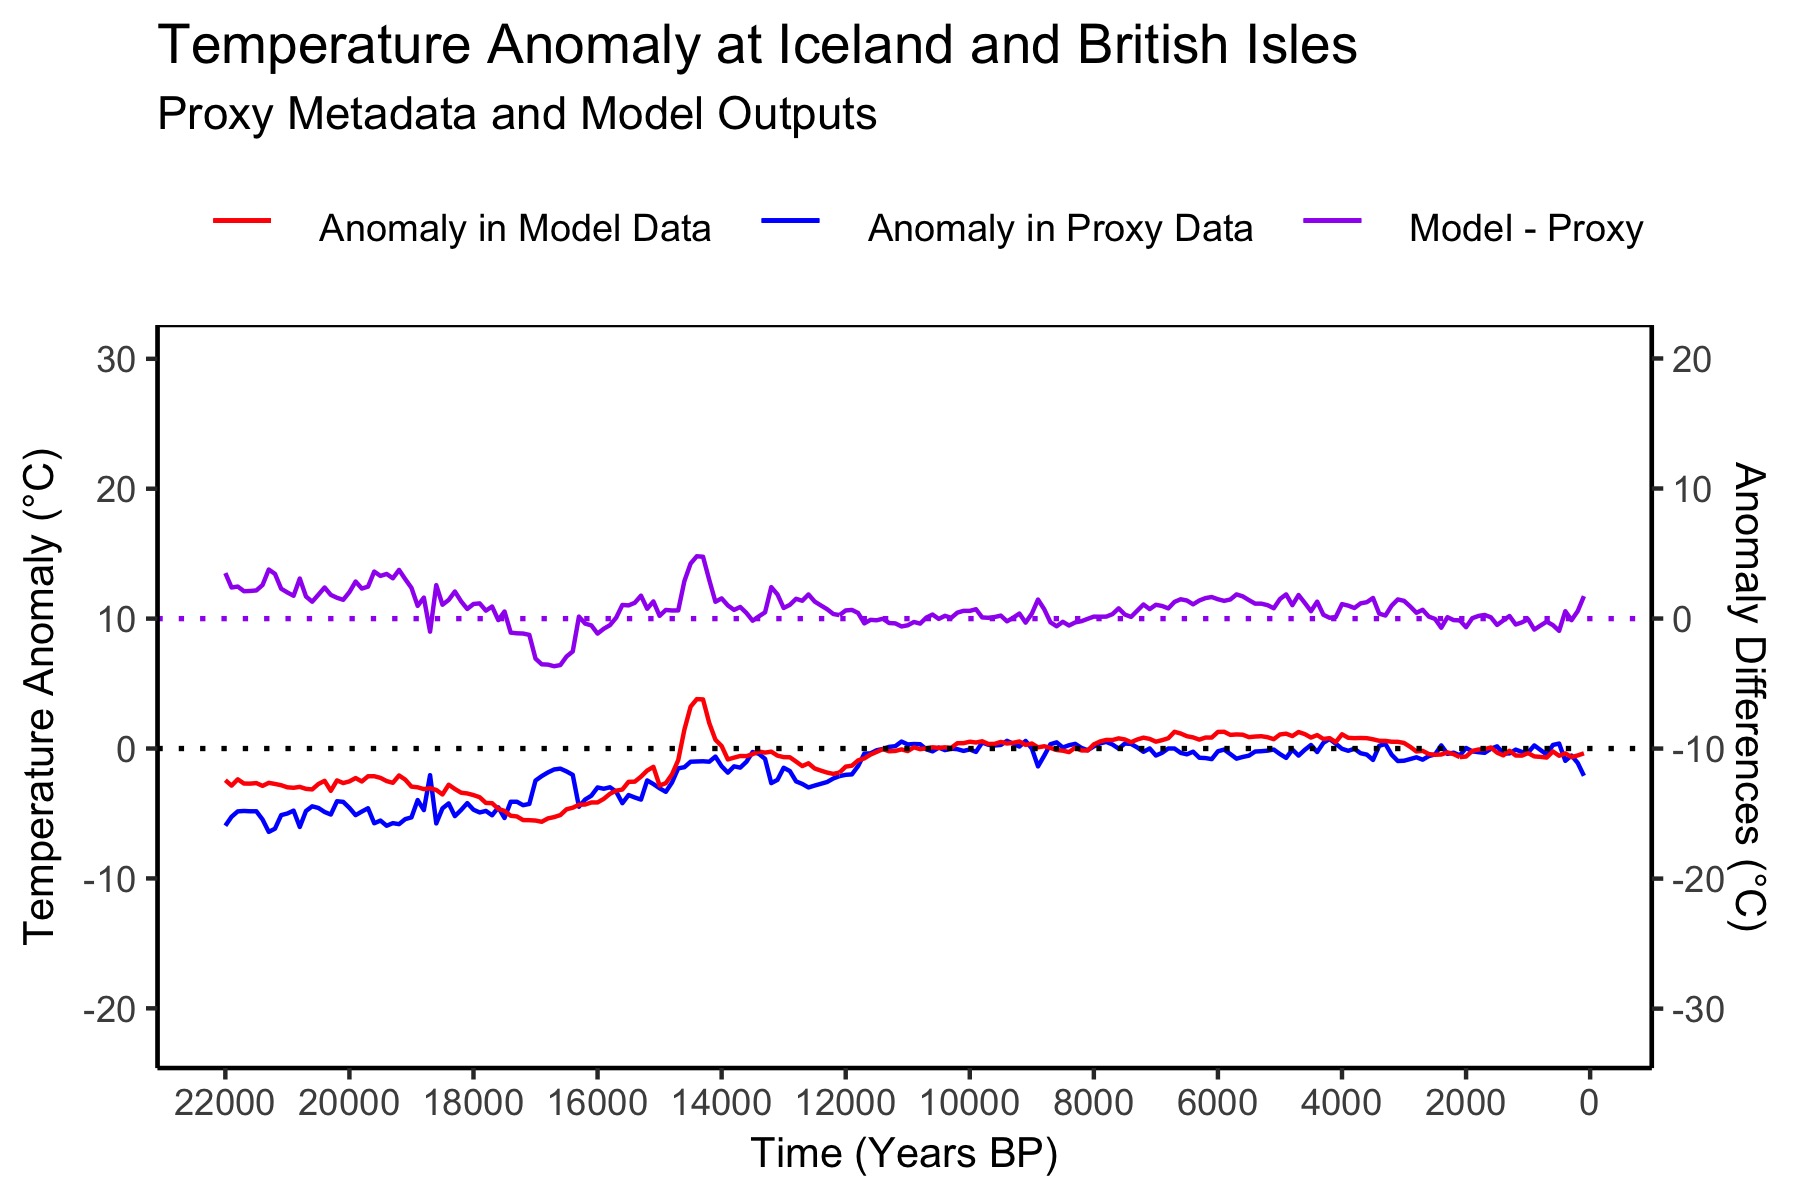 Temperature Anomaly at Iceland and British Isles
Proxy Metadata and Model Outputs
Anomaly in Model Data
Anomaly in Proxy Data
Model - Proxy
Temperature Anomaly (°C)
30
20
10
0
-10
-20
20
10
0
-10
-20
-30
Anomaly Differences (°C)
22000 20000 18000 16000 14000 12000 10000 8000 6000 4000 2000 0
Time (Years BP)